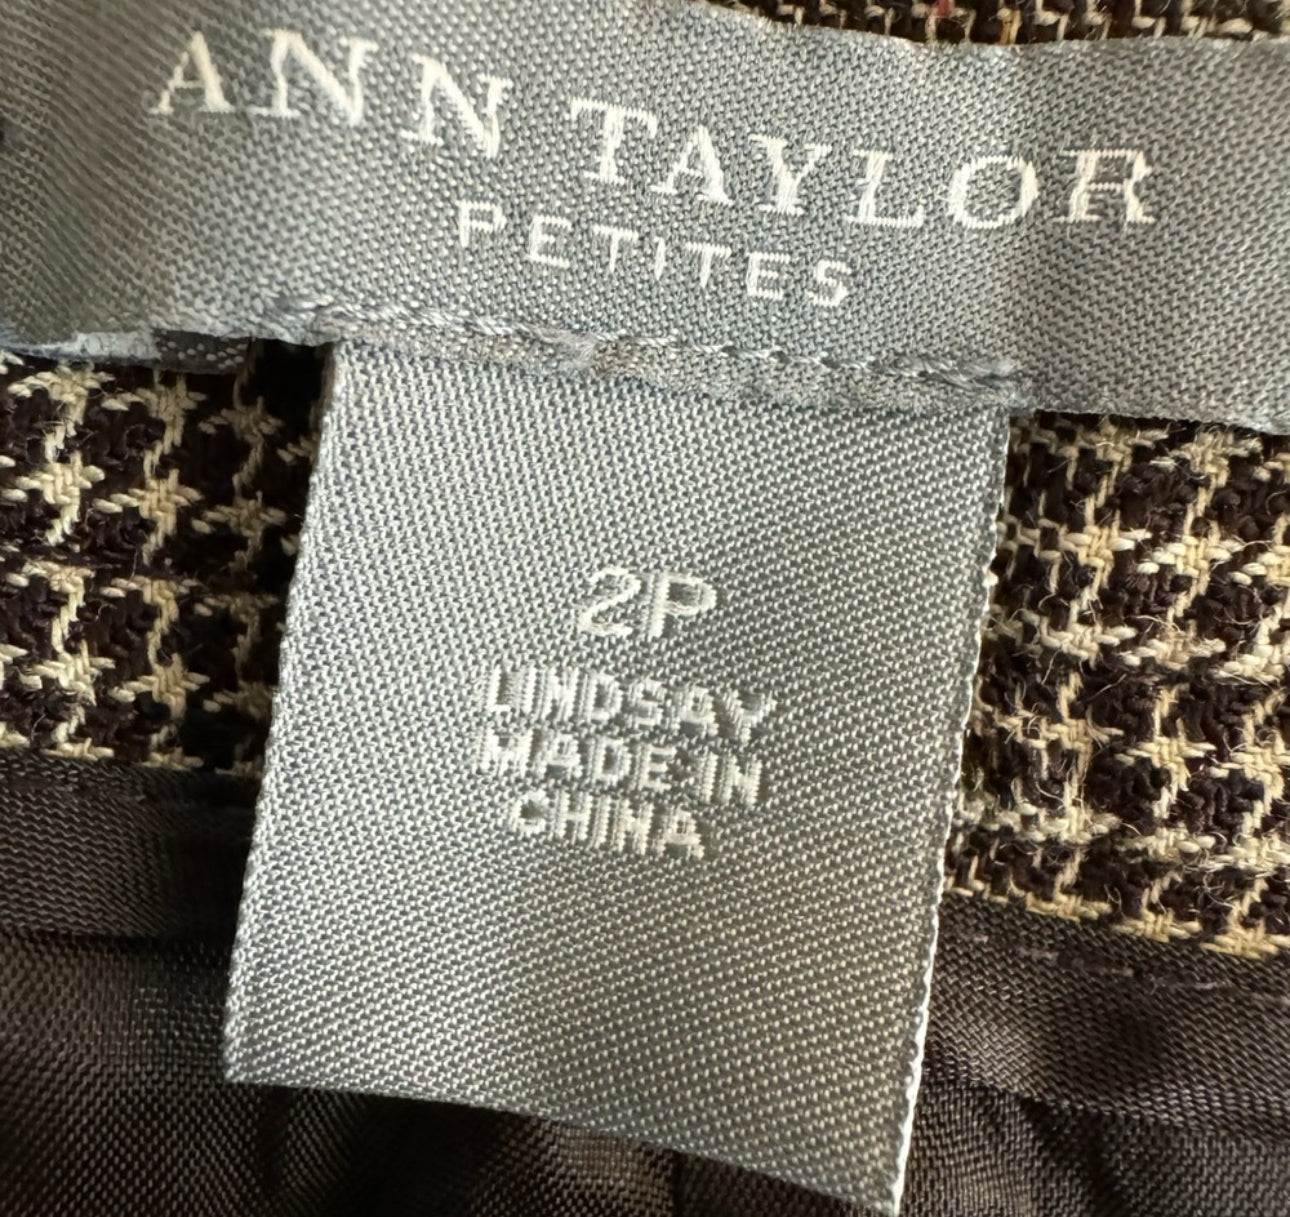 ANN TAYLOR
PETITES
2P
LINDSAY
MADE IN
CHINA